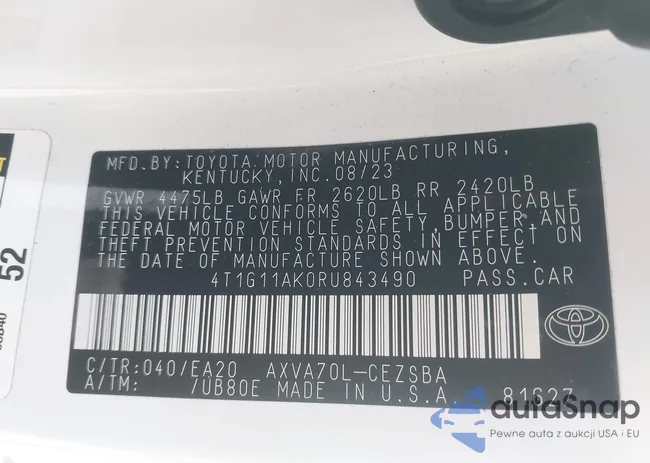 MFD.BY:TOYOTA MOTOR MANUFACTURING,
KENTUCKY, INC.08/23
GVWR 4475LB GAWR FR 2620LB RR 2420LB
THIS VEHICLE CONFORMS TO ALL APPLICABLE
FEDERAL MOTOR VEHICLE SAFETY,BUMPER,AND
THEFT PREVENTION STANDARDS IN EFFECT ON
THE DATE OF MANUFACTURE SHOWN ABOVE.
4T1G11AK0RU843490 PASS.CAR
C/TR:040/EA20 AXVA70L-CEZSBA
A/TM: /UB80E MADE IN U.S.A. 81627
52
autoSnap
Pewne auta z aukcji USA i EU